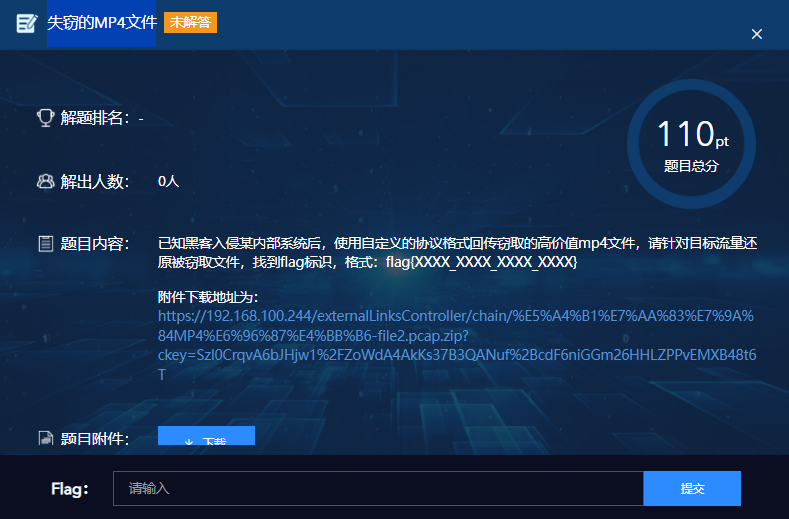 失窃的MP4文件 未解答
×
110pt
题目总分
解题排名： -
解出人数： 0人
题目内容： 已知黑客入侵某内部系统后，使用自定义的协议格式回传窃取的高价值mp4文件，请针对目标流量还
原被窃取文件，找到flag标识，格式：flag{XXXX_XXXX_XXXX_XXXX}
附件下载地址为：
https://192.168.100.244/externalLinksController/chain/%E5%A4%B1%E7%AA%83%E7%9A%
84MP4%E6%96%87%E4%BB%B6-file2.pcap.zip?
ckey=Szl0CrqvA6bJHjw1%2FZoWdA4AkKs37B3QANuf%2BcdF6niGGm26HHLZPPvEMXB48t6
T
题目附件： 下载
Flag： 请输入 提交